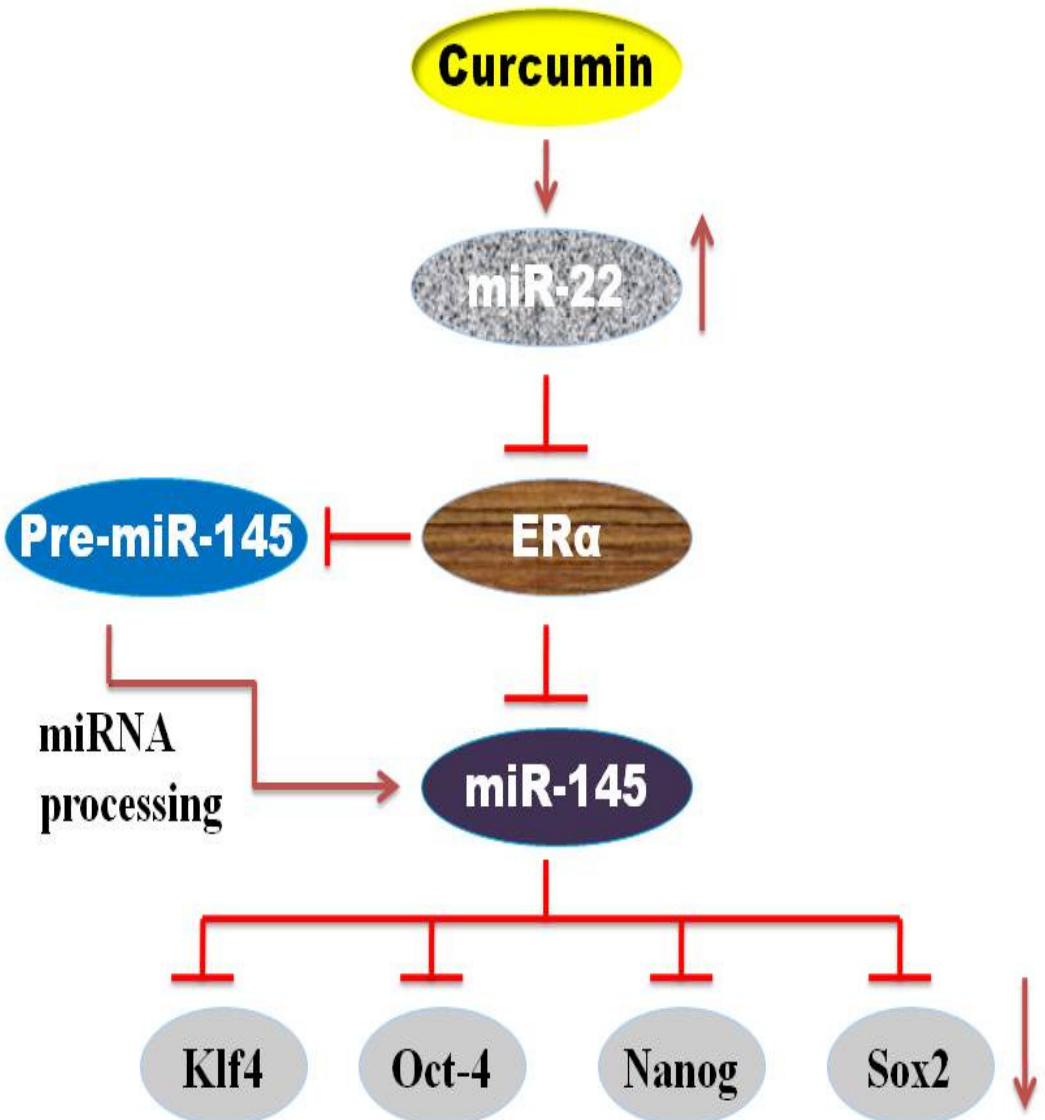 Curcumin
miR-22
Pre-miR-145
ERα
miRNA
processing
miR-145
Klf4
Oct-4
Nanog
Sox2